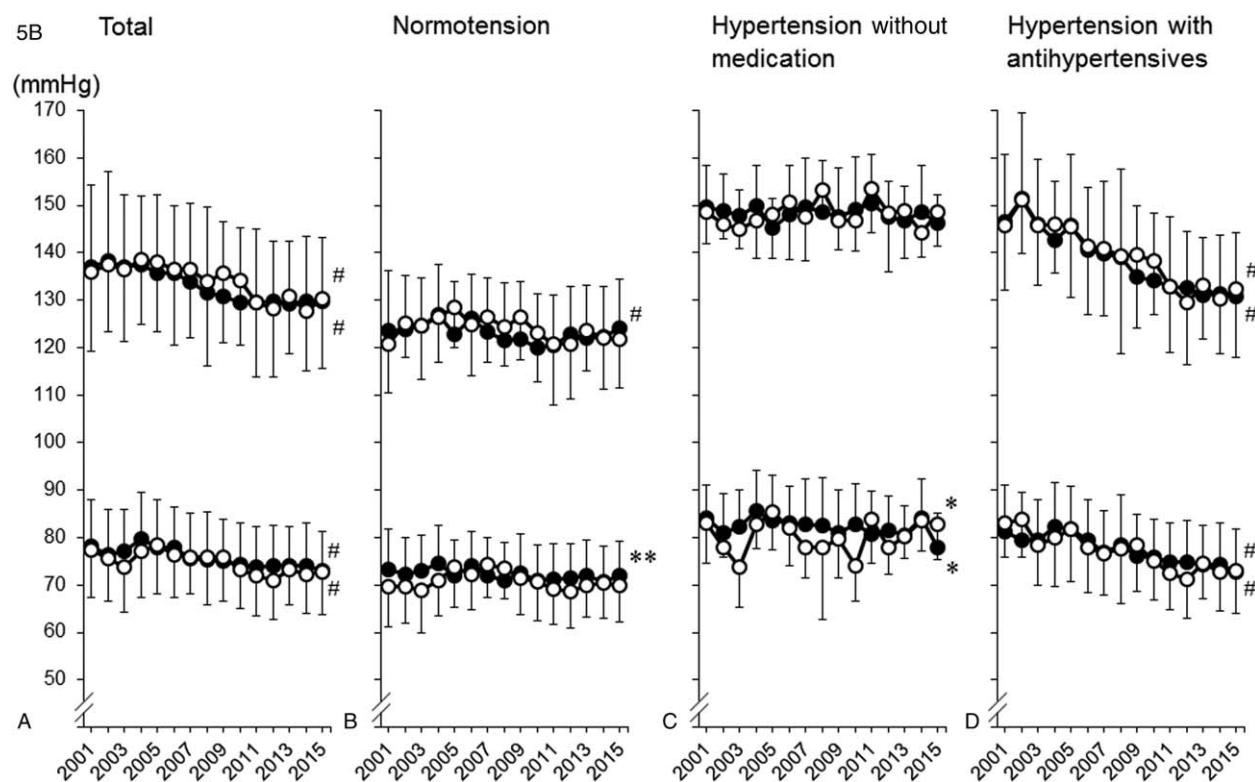 5B
Total
Normotension
Hypertension without
medication
Hypertension with
antihypertensives
(mmHg)
170
160
150
140
130
120
110
100
90
80
70
60
50
#
#
#
#
#
**
*
*
#
#
#
#
A
B
C
D
2001 2003 2005 2007 2009 2011 2013 2015
2001 2003 2005 2007 2009 2011 2013 2015
2001 2003 2005 2007 2009 2011 2013 2015
2001 2003 2005 2007 2009 2011 2013 2015